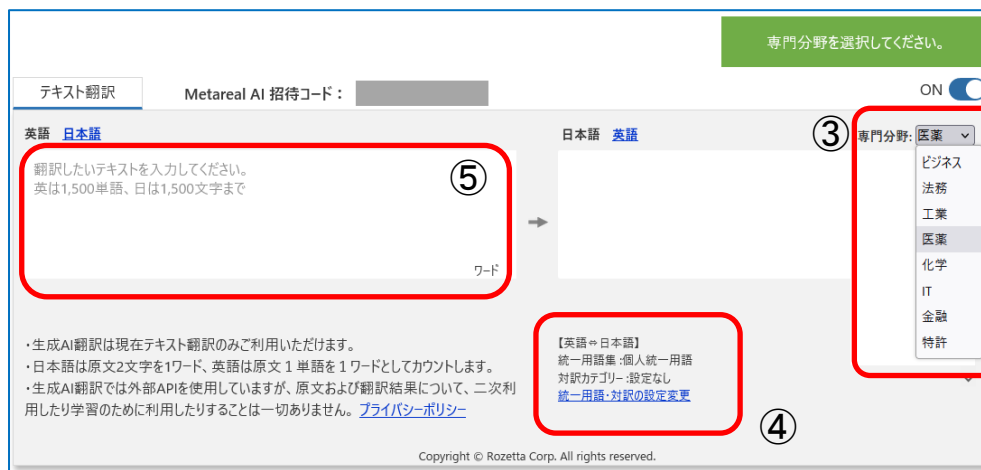 専門分野を選択してください。
テキスト翻訳
Metareal AI 招待コード：
ON
英語 日本語
翻訳したいテキストを入力してください。
英は1,500単語、日は1,500文字まで
⑤
ワード
日本語 英語
③
専門分野: 医薬
ビジネス
法務
工業
医薬
化学
IT
金融
特許
・生成AI翻訳は現在テキスト翻訳のみご利用いただけます。
・日本語は原文2文字を1ワード、英語は原文１単語を１ワードとしてカウントします。
・生成AI翻訳では外部APIを使用していますが、原文および翻訳結果について、二次利
用したり学習のために利用したりすることは一切ありません。 プライバシーポリシー
【英語⇔日本語】
統一用語集 :個人統一用語
対訳カテゴリー :設定なし
統一用語・対訳の設定変更
④
Copyright © Rozetta Corp. All rights reserved.